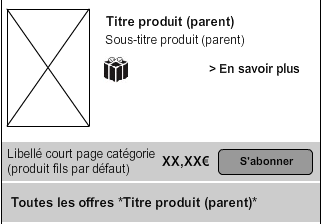 Titre produit (parent)
Sous-titre produit (parent)
> En savoir plus
Libellé court page catégorie
(produit fils par défaut)
XX,XX€
S'abonner
Toutes les offres *Titre produit (parent)*